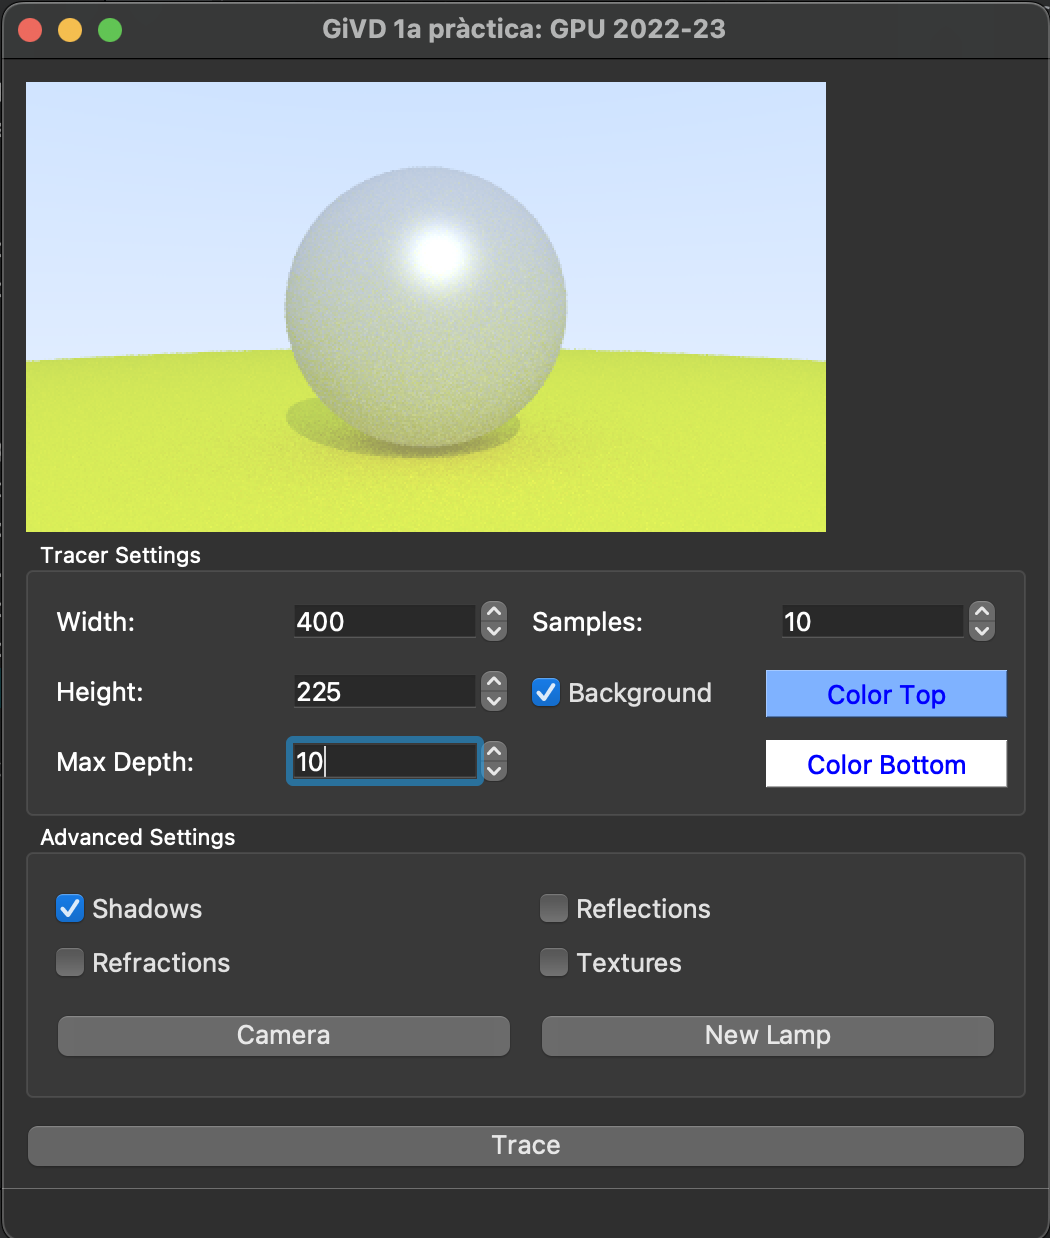 GiVD 1a pràctica: GPU 2022-23
Tracer Settings
Width: 400 Samples: 10
Height: 225 Background Color Top
Max Depth: 10 Color Bottom
Advanced Settings
Shadows Reflections
Refractions Textures
Camera New Lamp
Trace